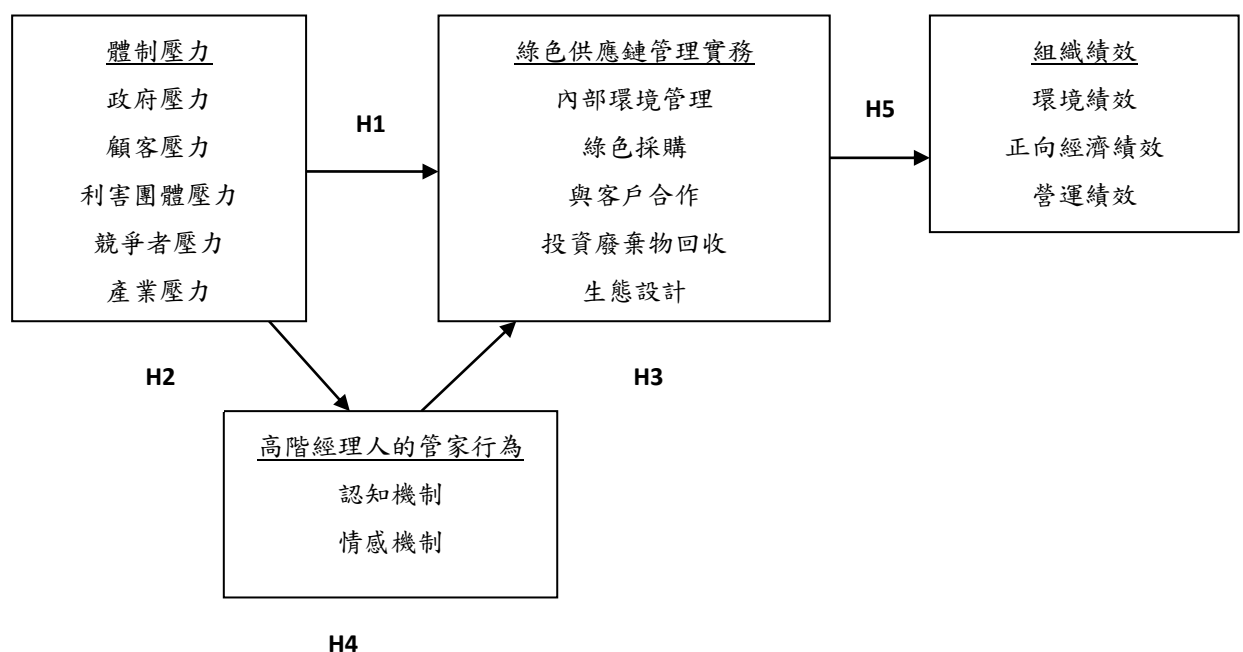 體制壓力
政府壓力
顧客壓力
利害團體壓力
競爭者壓力
產業壓力
H1
綠色供應鏈管理實務
內部環境管理
綠色採購
與客戶合作
投資廢棄物回收
生態設計
H5
組織績效
環境績效
正向經濟績效
營運績效
H2
H3
高階經理人的管家行為
認知機制
情感機制
H4